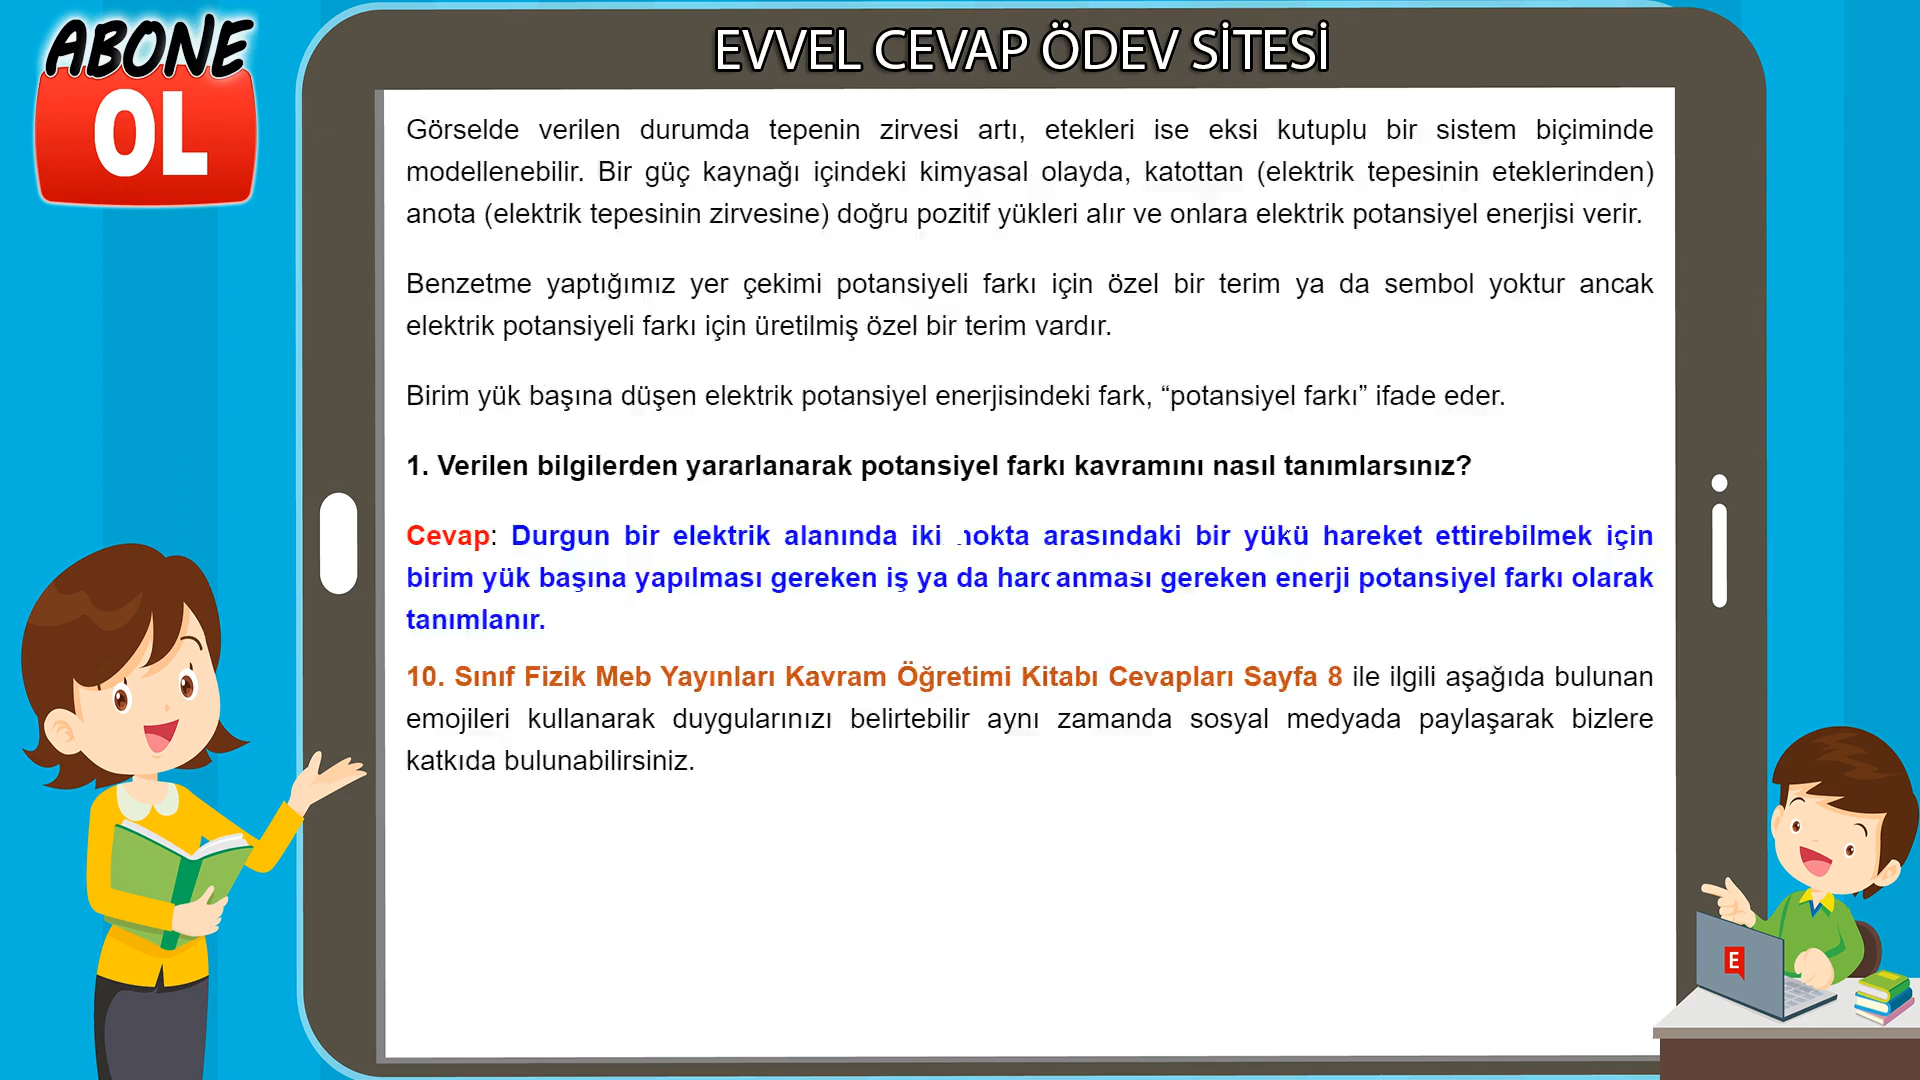 ABONE
OL
EVVEL CEVAP ÖDEV SİTESİ
Görselde verilen durumda tepenin zirvesi artı, etekleri ise eksi kutuplu bir sistem biçiminde
modellenebilir. Bir güç kaynağı içindeki kimyasal olayda, katottan (elektrik tepesinin eteklerinden)
anota (elektrik tepesinin zirvesine) doğru pozitif yükleri alır ve onlara elektrik potansiyel enerjisi verir.
Benzetme yaptığımız yer çekimi potansiyeli farkı için özel bir terim ya da sembol yoktur ancak
elektrik potansiyeli farkı için üretilmiş özel bir terim vardır.
Birim yük başına düşen elektrik potansiyel enerjisindeki fark, “potansiyel farkı” ifade eder.
1. Verilen bilgilerden yararlanarak potansiyel farkı kavramını nasıl tanımlarsınız?
Cevap: Durgun bir elektrik alanında iki nokta arasındaki bir yükü hareket ettirebilmek için
birim yük başına yapılması gereken iş ya da harcanması gereken enerji potansiyel farkı olarak
tanımlanır.
10. Sınıf Fizik Meb Yayınları Kavram Öğretimi Kitabı Cevapları Sayfa 8 ile ilgili aşağıda bulunan
emojileri kullanarak duygularınızı belirtebilir aynı zamanda sosyal medyada paylaşarak bizlere
katkıda bulunabilirsiniz.
E